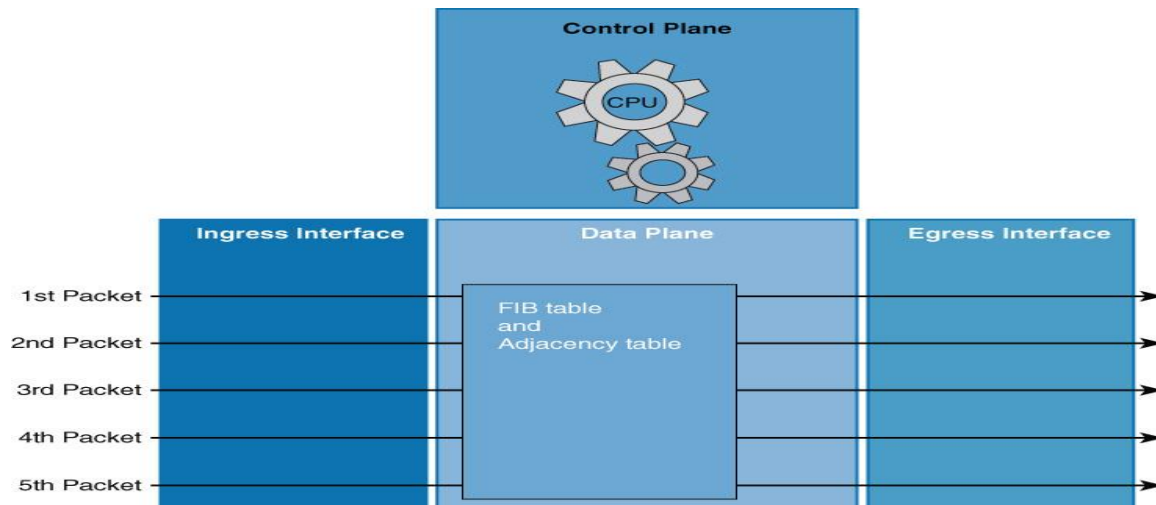 Control Plane
CPU
Ingress Interface
Data Plane
Egress Interface
1st Packet
FIB table
and
2nd Packet
Adjacency table
3rd Packet
4th Packet
5th Packet